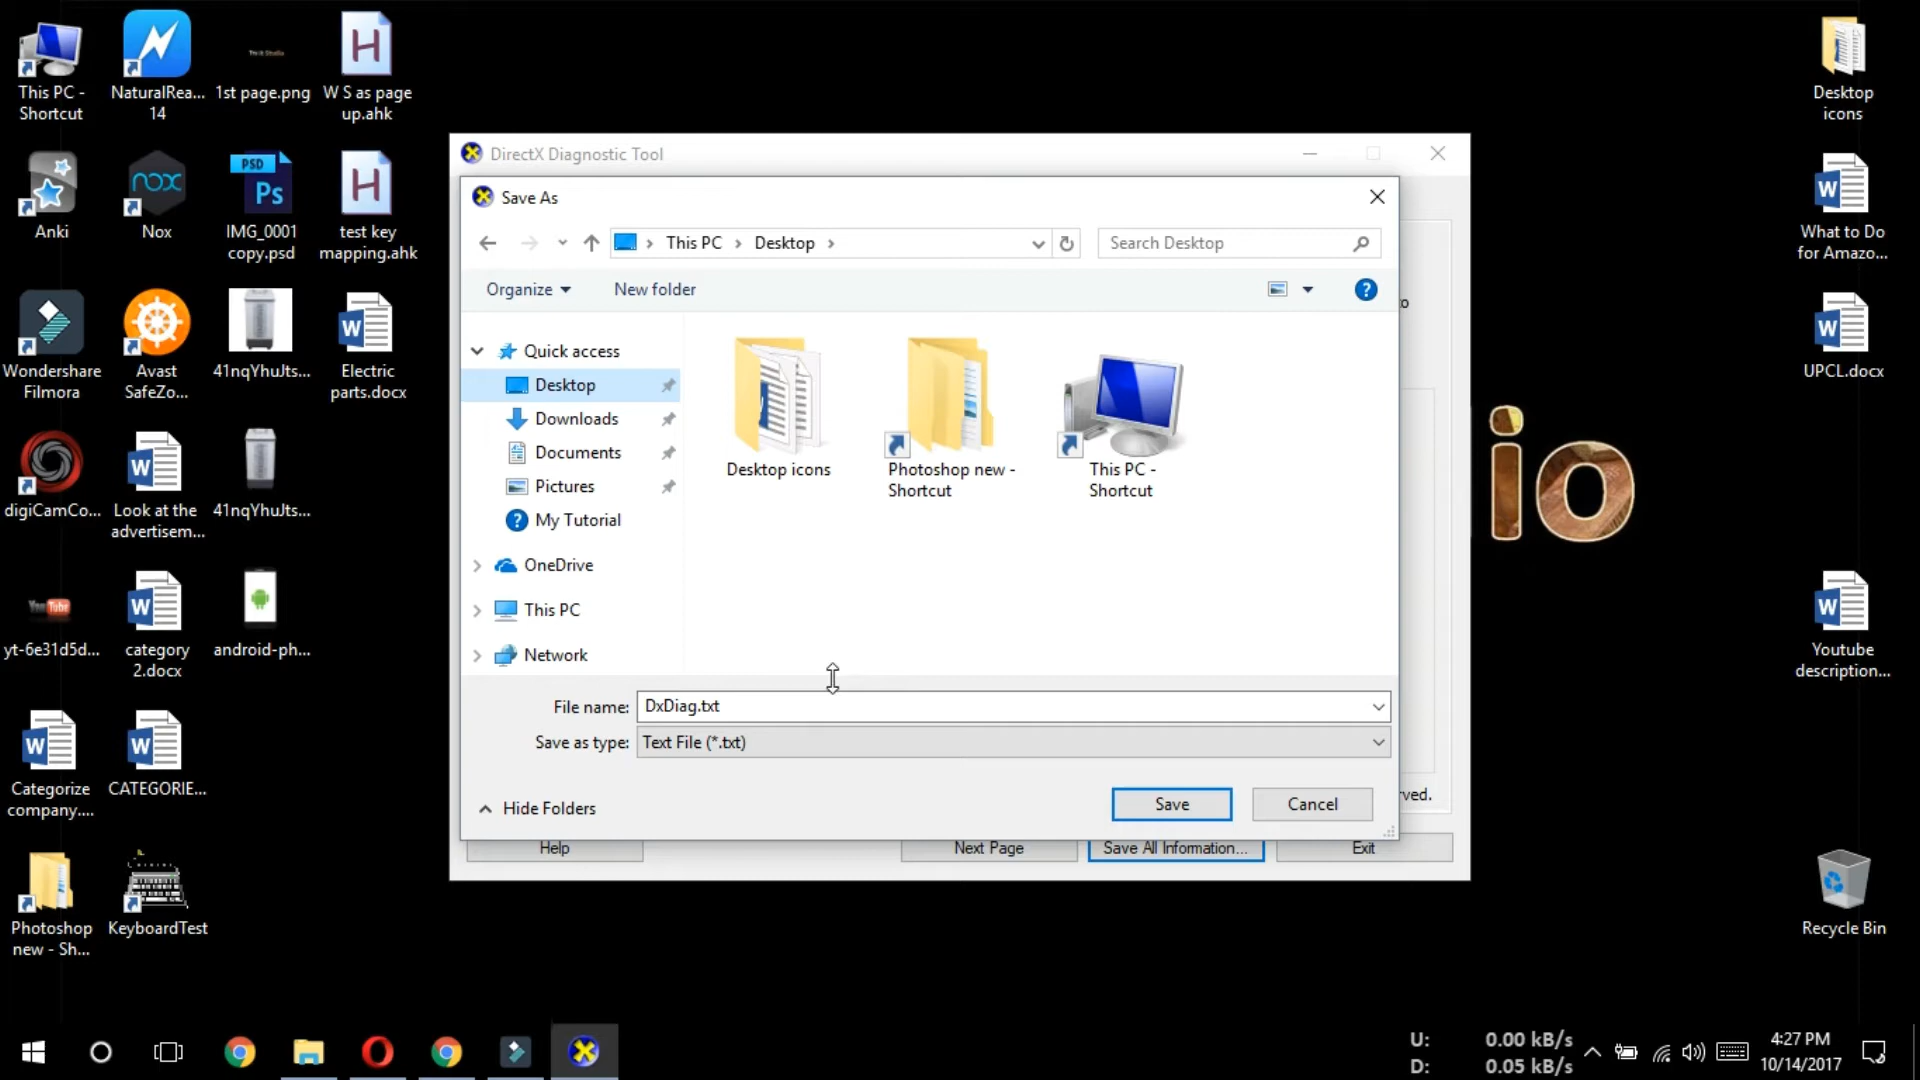 This PC -
Shortcut
NaturalRea...
14
1st page.png
W S as page
up.ahk
Anki
Nox
PSD
Ps
IMG_0001
copy.psd
test key
mapping.ahk
Wondershare
Filmora
Avast
SafeZo...
41nqYhuJts...
Electric
parts.docx
digiCamCo...
Look at the
advertisem...
41nqYhuJts...
yt-6e31d5d...
category
2.docx
android-ph...
Categorize
company....
CATEGORIE...
Photoshop
new - Sh...
KeyboardTest
DirectX Diagnostic Tool
Save As
This PC
Desktop
Search Desktop
Organize
New folder
Quick access
Desktop
Downloads
Documents
Pictures
My Tutorial
OneDrive
This PC
Network
Desktop icons
Photoshop new -
Shortcut
This PC -
Shortcut
File name:
DxDiag.txt
Save as type:
Text File (*.txt)
Hide Folders
Save
Cancel
ved.
Help
Next Page
Save All Information...
Exit
io
Desktop
icons
What to Do
for Amazo...
UPCL.docx
Youtube
description...
Recycle Bin
U: 0.00 kB/s
D: 0.05 kB/s
4:27 PM
10/14/2017